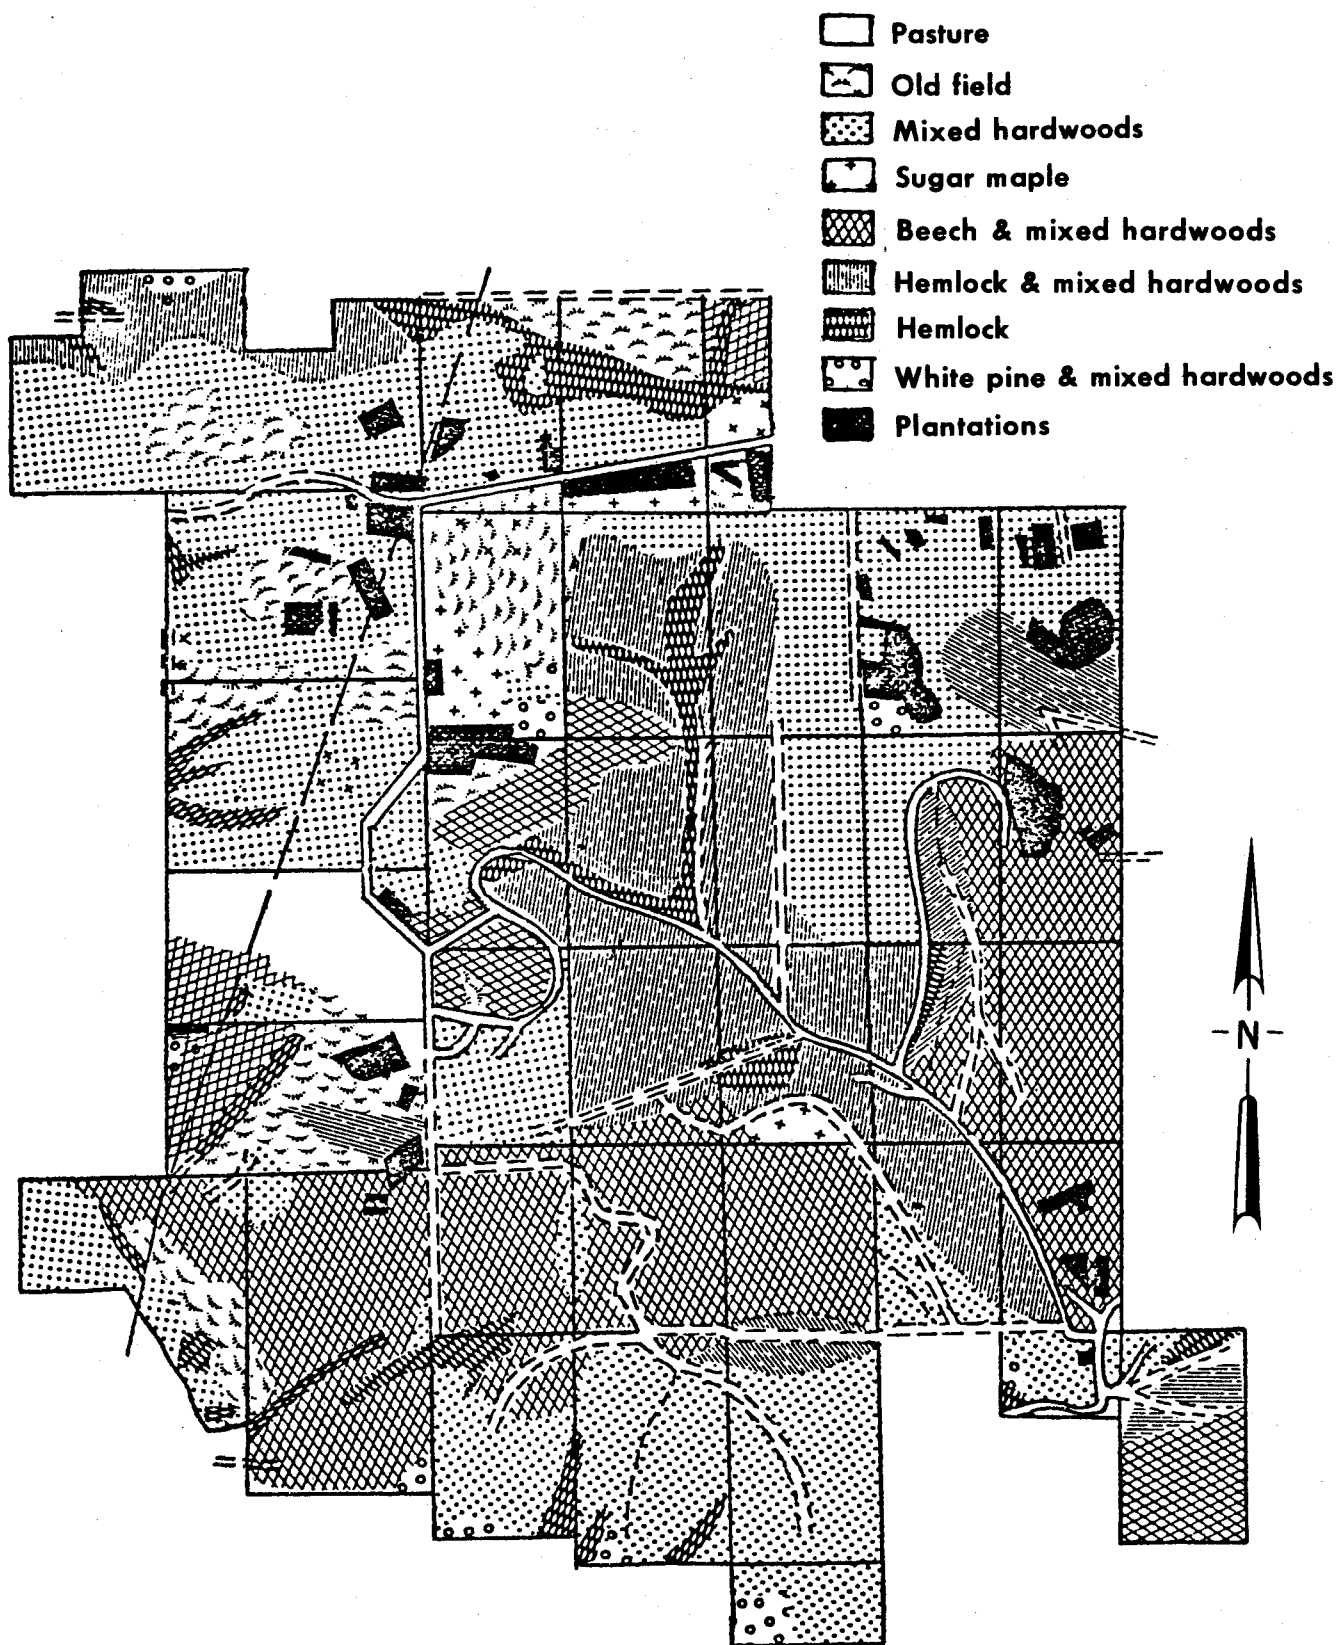 Pasture
Old field
Mixed hardwoods
Sugar maple
Beech & mixed hardwoods
Hemlock & mixed hardwoods
Hemlock
White pine & mixed hardwoods
Plantations
N